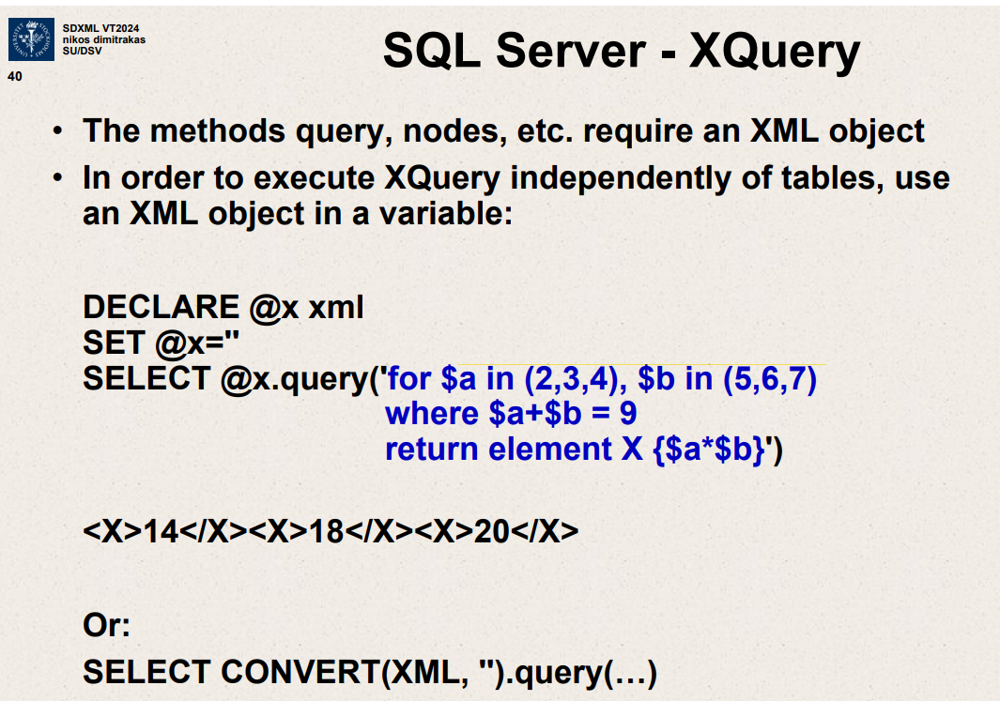 SDXML VT2024
nikos dimitrakas
SU/DSV
40
SQL Server - XQuery
• The methods query, nodes, etc. require an XML object
• In order to execute XQuery independently of tables, use
an XML object in a variable:
DECLARE @x xml
SET @x=''
SELECT @x.query('for $a in (2,3,4), $b in (5,6,7)
where $a+$b = 9
return element X {$a*$b}')
<X>14</X><X>18</X><X>20</X>
Or:
SELECT CONVERT(XML, '').query(…)